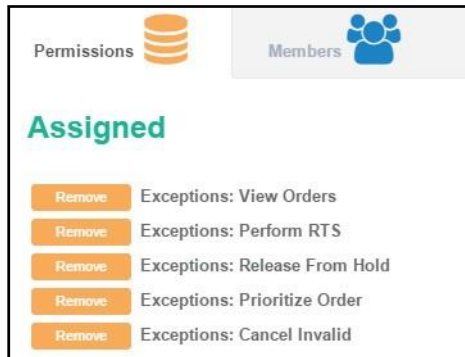 Permissions
Members
Assigned
Remove Exceptions: View Orders
Remove Exceptions: Perform RTS
Remove Exceptions: Release From Hold
Remove Exceptions: Prioritize Order
Remove Exceptions: Cancel Invalid